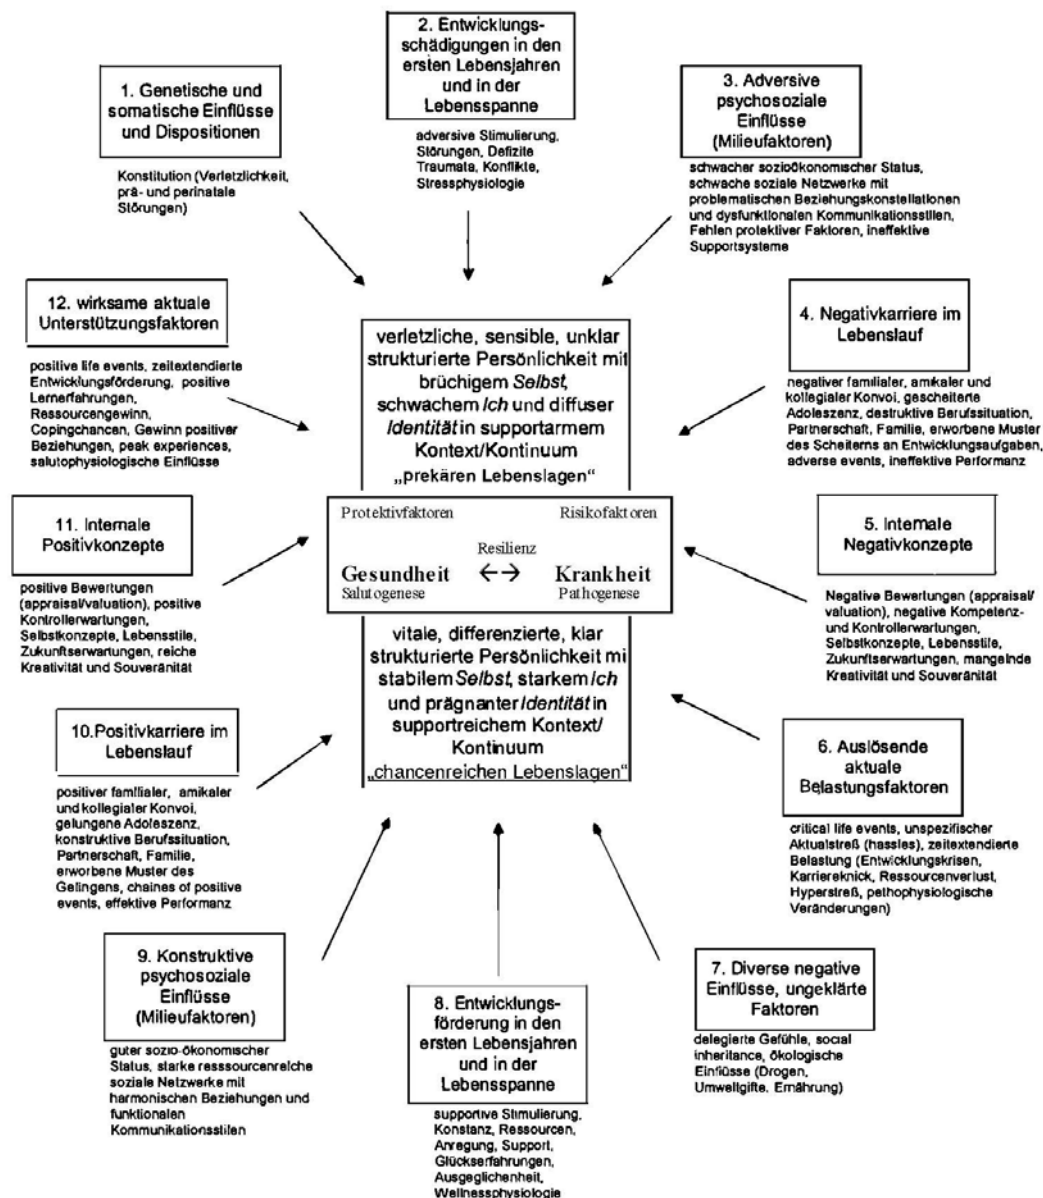 1. Genetische und
somatische Einflüsse
und Dispositionen
Konstitution (Verletzlichkeit,
prä- und perinatale
Störungen)
2. Entwicklungs-
schädigungen in den
ersten Lebensjahren
und in der
Lebensspanne
adversive Stimulierung,
Störungen, Defizite
Traumata, Konflikte,
Stressphysiologie
3. Adversive
psychosoziale
Einflüsse
(Milieufaktoren)
schwacher sozioökonomischer Status,
schwache soziale Netzwerke mit
problematischen Beziehungskonstellationen
und dysfunktionalen Kommunikationsstilen,
Fehlen protektiver Faktoren, ineffektive
Supportsysteme
4. Negativkarriere im
Lebenslauf
negativer familialer, amikaler und
kollegialer Konvoi, gescheiterte
Adoleszenz, destruktive Berufssituation,
Partnerschaft, Familie, erworbene Muster
des Scheiterns an Entwicklungsaufgaben,
adverse events, ineffektive Performanz
5. Internale
Negativkonzepte
Negative Bewertungen (appraisal/
valuation), negative Kompetenz-
und Kontrollerwartungen,
Selbstkonzepte, Lebensstile,
Zukunftserwartungen, mangelnde
Kreativität und Souveränität
6. Auslösende
aktuale
Belastungsfaktoren
critical life events, unspezifischer
Aktualstreß (hassles), zeitextendierte
Belastung (Entwicklungskrisen,
Karriereknick, Ressourcenverlust,
Hyperstreß, pathophysiologische
Veränderungen)
7. Diverse negative
Einflüsse, ungeklärte
Faktoren
delegierte Gefühle, social
inheritance, ökologische
Einflüsse (Drogen,
Umweltgifte. Ernährung)
8. Entwicklungs-
förderung in den
ersten Lebensjahren
und in der
Lebensspanne
supportive Stimulierung,
Konstanz, Ressourcen,
Anregung, Support,
Glückserfahrungen,
Ausgeglichenheit,
Wellnessphysiologie
9. Konstruktive
psychosoziale
Einflüsse
(Milieufaktoren)
guter sozio-ökonomischer
Status, starke resssourcenreiche
soziale Netzwerke mit
harmonischen Beziehungen und
funktionalen
Kommunikationsstilen
10.Positivkarriere im
Lebenslauf
positiver familialer, amikaler
und kollegialer Konvoi,
gelungene Adoleszenz,
konstruktive Berufssituation,
Partnerschaft, Familie,
erworbene Muster des
Gelingens, chaines of positive
events, effektive Performanz
11. Internale
Positivkonzepte
positive Bewertungen
(appraisal/valuation), positive
Kontrollerwartungen,
Selbstkonzepte, Lebensstile,
Zukunftserwartungen, reiche
Kreativität und Souveränität
12. wirksame aktuale
Unterstützungsfaktoren
positive life events, zeitextendierte
Entwicklungsförderung, positive
Lernerfahrungen,
Ressourcengewinn,
Copingchancen, Gewinn positiver
Beziehungen, peak experiences,
salutophysiologische Einflüsse
verletzliche, sensible, unklar
strukturierte Persönlichkeit mit
brüchigem Selbst,
schwachem Ich und diffuser
Identität in supportarmem
Kontext/Kontinuum
„prekären Lebenslagen“
Protektivfaktoren Risikofaktoren
Resilienz
Gesundheit ←→ Krankheit
Salutogenese Pathogenese
vitale, differenzierte, klar
strukturierte Persönlichkeit mi
stabilem Selbst, starkem Ich
und prägnanter Identität in
supportreichem Kontext/
Kontinuum
„chancenreichen Lebenslagen“